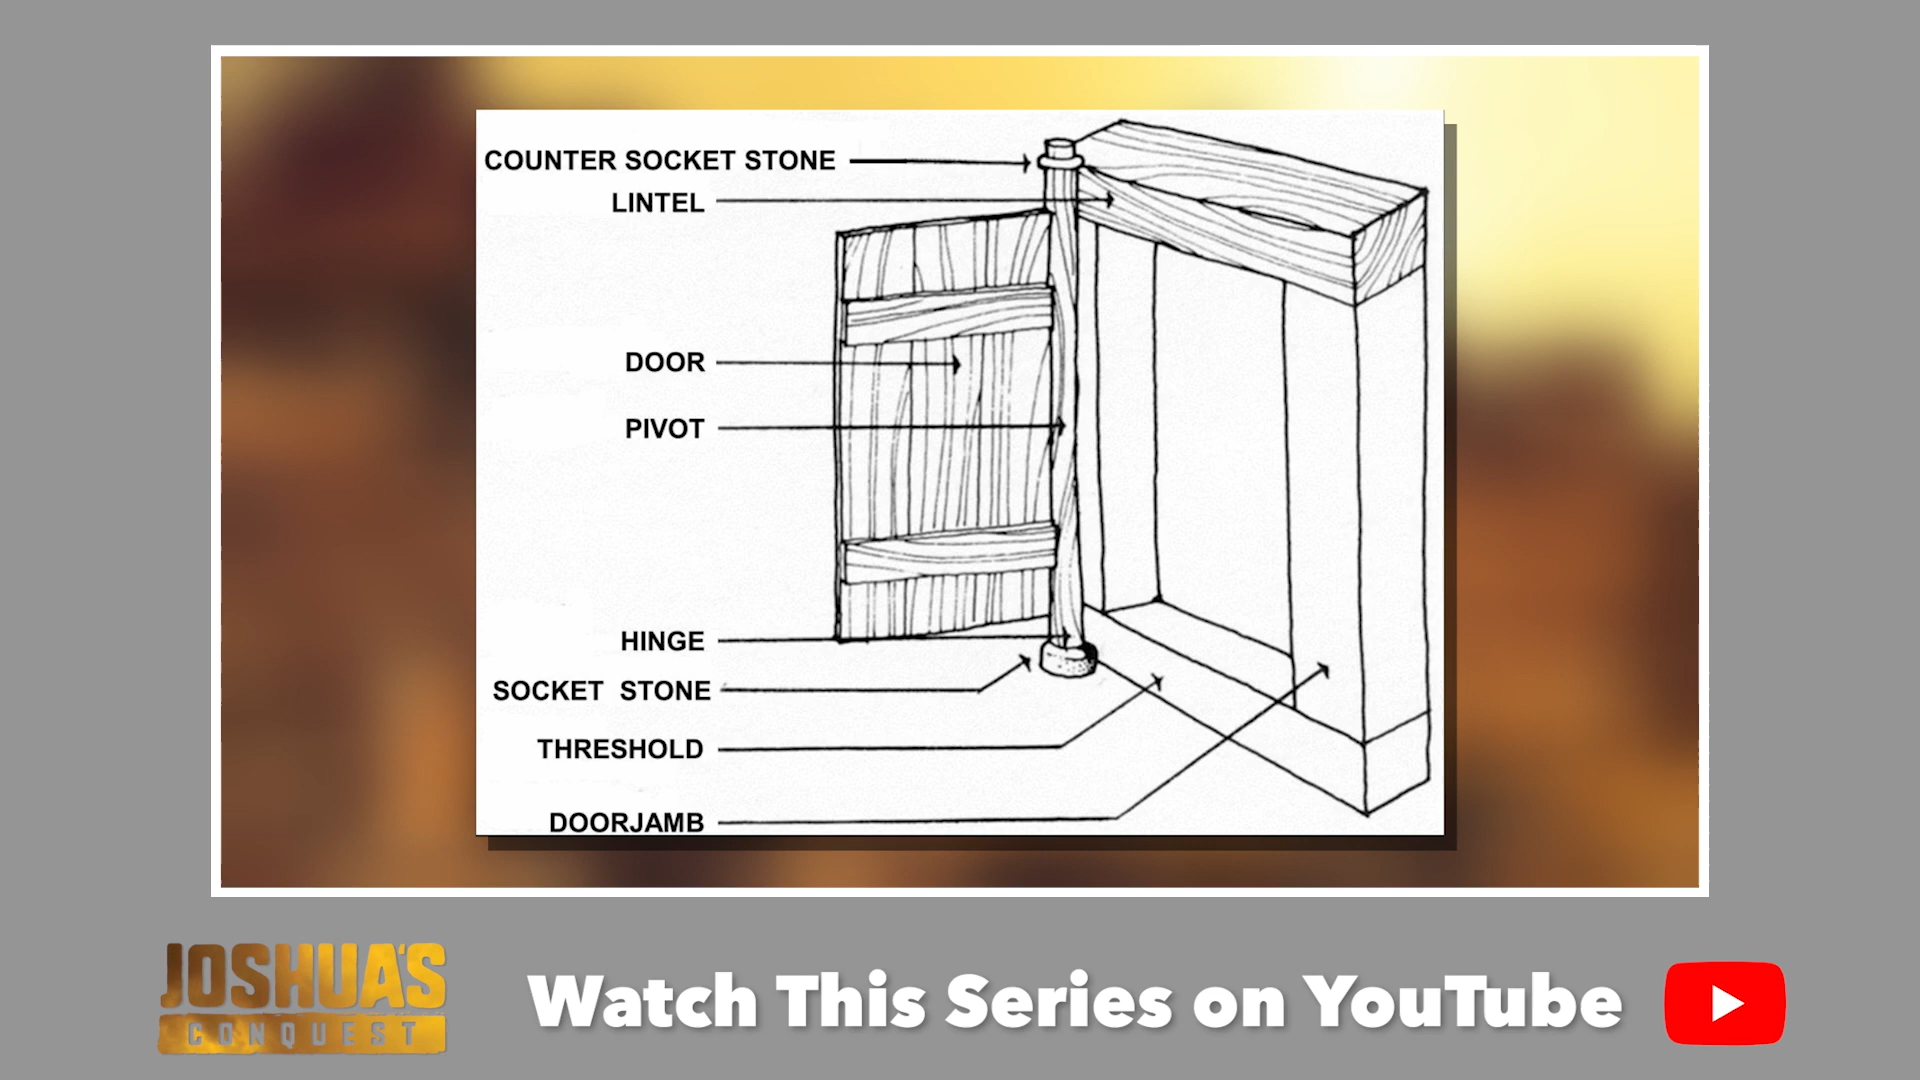 COUNTER SOCKET STONE
LINTEL
DOOR
PIVOT
HINGE
SOCKET STONE
THRESHOLD
DOORJAMB
JOSHUA'S
CONQUEST
Watch This Series on YouTube